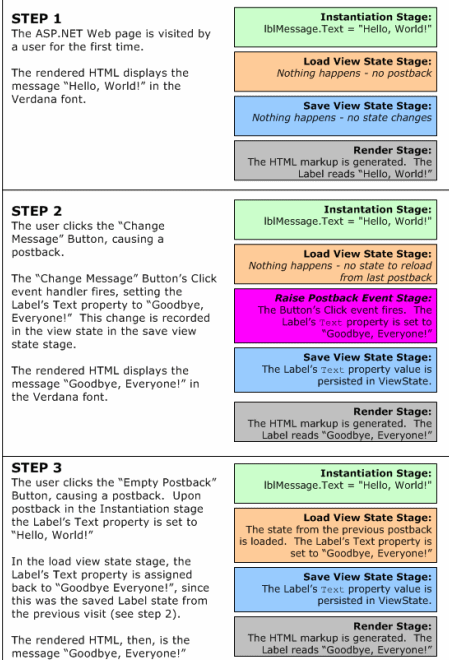 STEP 1
The ASP.NET Web page is visited by
a user for the first time.
The rendered HTML displays the
message “Hello, World!” in the
Verdana font.
Instantiation Stage:
lblMessage.Text = "Hello, World!"
Load View State Stage:
Nothing happens - no postback
Save View State Stage:
Nothing happens - no state changes
Render Stage:
The HTML markup is generated.  The
Label reads “Hello, World!”
STEP 2
The user clicks the “Change
Message” Button, causing a
postback.
The “Change Message” Button’s Click
event handler fires, setting the
Label’s Text property to “Goodbye,
Everyone!”  This change is recorded
in the view state in the save view
state stage.
The rendered HTML displays the
message “Goodbye, Everyone!” in
the Verdana font.
Instantation Stage:
lblMessage.Text = "Hello, World!"
Load View State Stage:
Nothing happens - no state to reload
from last postback
Raise Postback Event Stage:
The Button’s Click event fires.  The
Label’s Text property is set to
“Goodbye, Everyone!”
Save View State Stage:
The Label’s Text property value is
persisted in ViewState.
Render Stage:
The HTML markup is generated.  The
Label reads “Goodbye, Everyone!”
STEP 3
The user clicks the “Empty Postback”
Button, causing a postback.  Upon
postback in the Instantiation stage
the Label’s Text property is set to
“Hello, World!”
In the load view state stage, the
Label’s Text property is assigned
back to “Goodbye Everyone!”, since
this was the saved Label state from
the previous visit (see step 2).
The rendered HTML, then, is the
message “Goodbye, Everyone!”
Instantiation Stage:
lblMessage.Text = "Hello, World!"
Load View State Stage:
The state from the previous postback
is loaded.  The Label’s Text property is
set to “Goodbye, Everyone!”
Save View State Stage:
The Label’s Text property value is
persisted in ViewState.
Render Stage:
The HTML markup is generated.  The
Label reads “Goodbye, Everyone!”